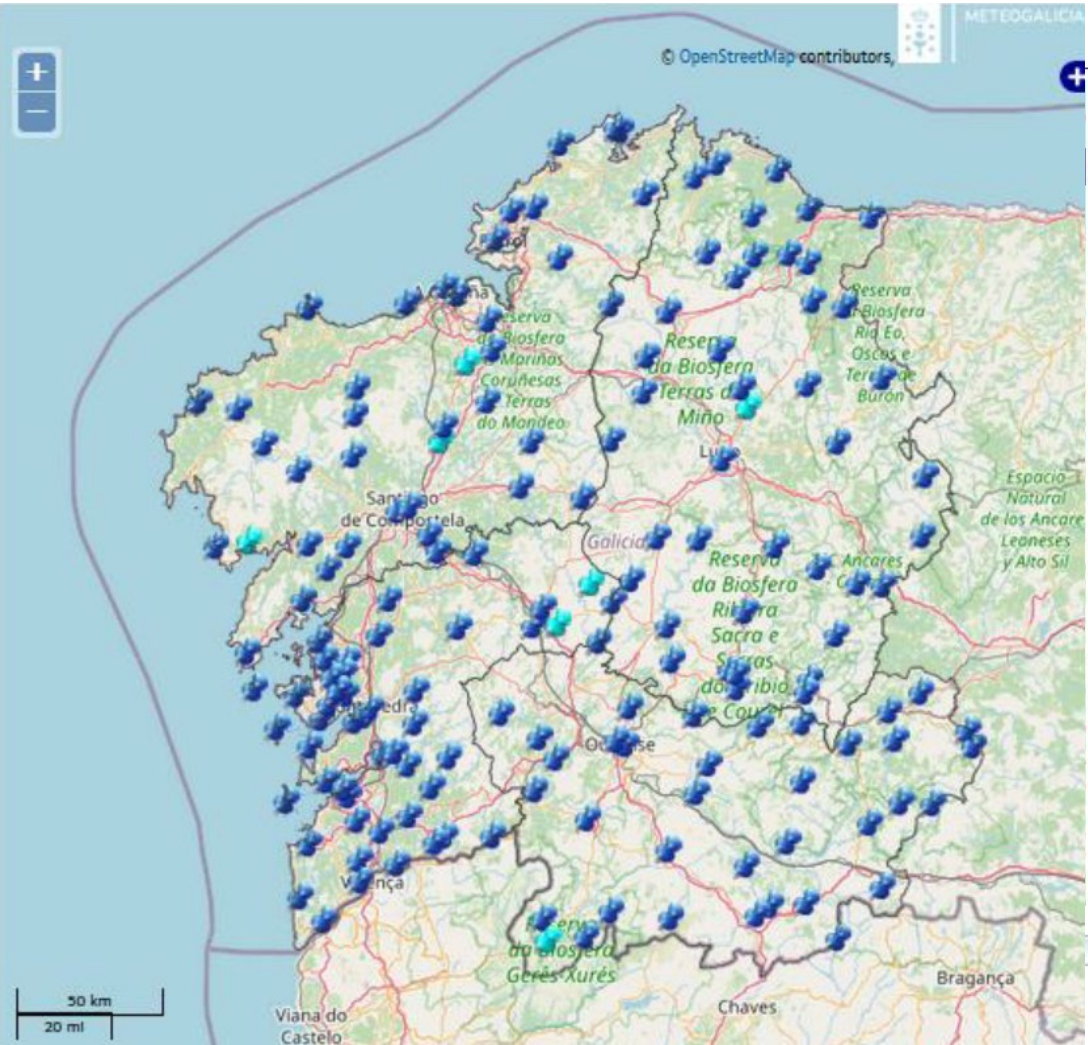 METEOGALICIA
© OpenStreetMap contributors,
+
−
+
Reserva
da Biosfera
Mariñas
Coruñesas
Terras
do Mandeo
Reserva
Biosfera
Río Eo,
Oscos e
Terras de
Burón
Reserva
da Biosfera
Terras do
Miño
Santiago
de Compostela
Galicia
Espacio
Natural
de los Ancares
Leoneses
y Alto Sil
Ancares
Reserva
da Biosfera
Ribeira
Sacra e
Serras
do Oribio
e Courel
Ourense
Valença
Reserva
da Biosfera
Gerês-Xurés
Bragança
Chaves
Viana do
Castelo
50 km
20 mi